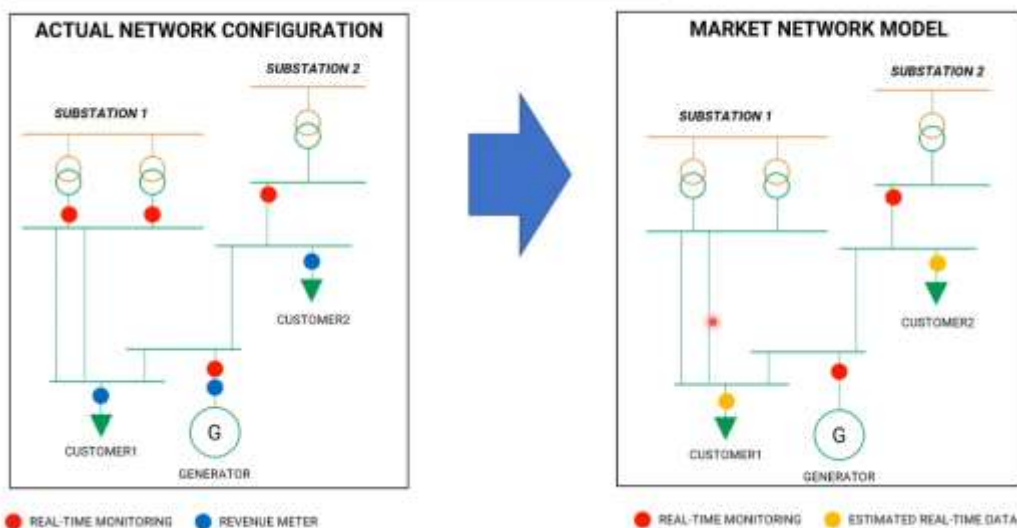 ACTUAL NETWORK CONFIGURATION
SUBSTATION 2
SUBSTATION 1
CUSTOMER2
CUSTOMER1
G
GENERATOR
REAL-TIME MONITORING
REVENUE METER
MARKET NETWORK MODEL
SUBSTATION 2
SUBSTATION 1
CUSTOMER2
CUSTOMER1
G
GENERATOR
REAL-TIME MONITORING
ESTIMATED REAL-TIME DATA